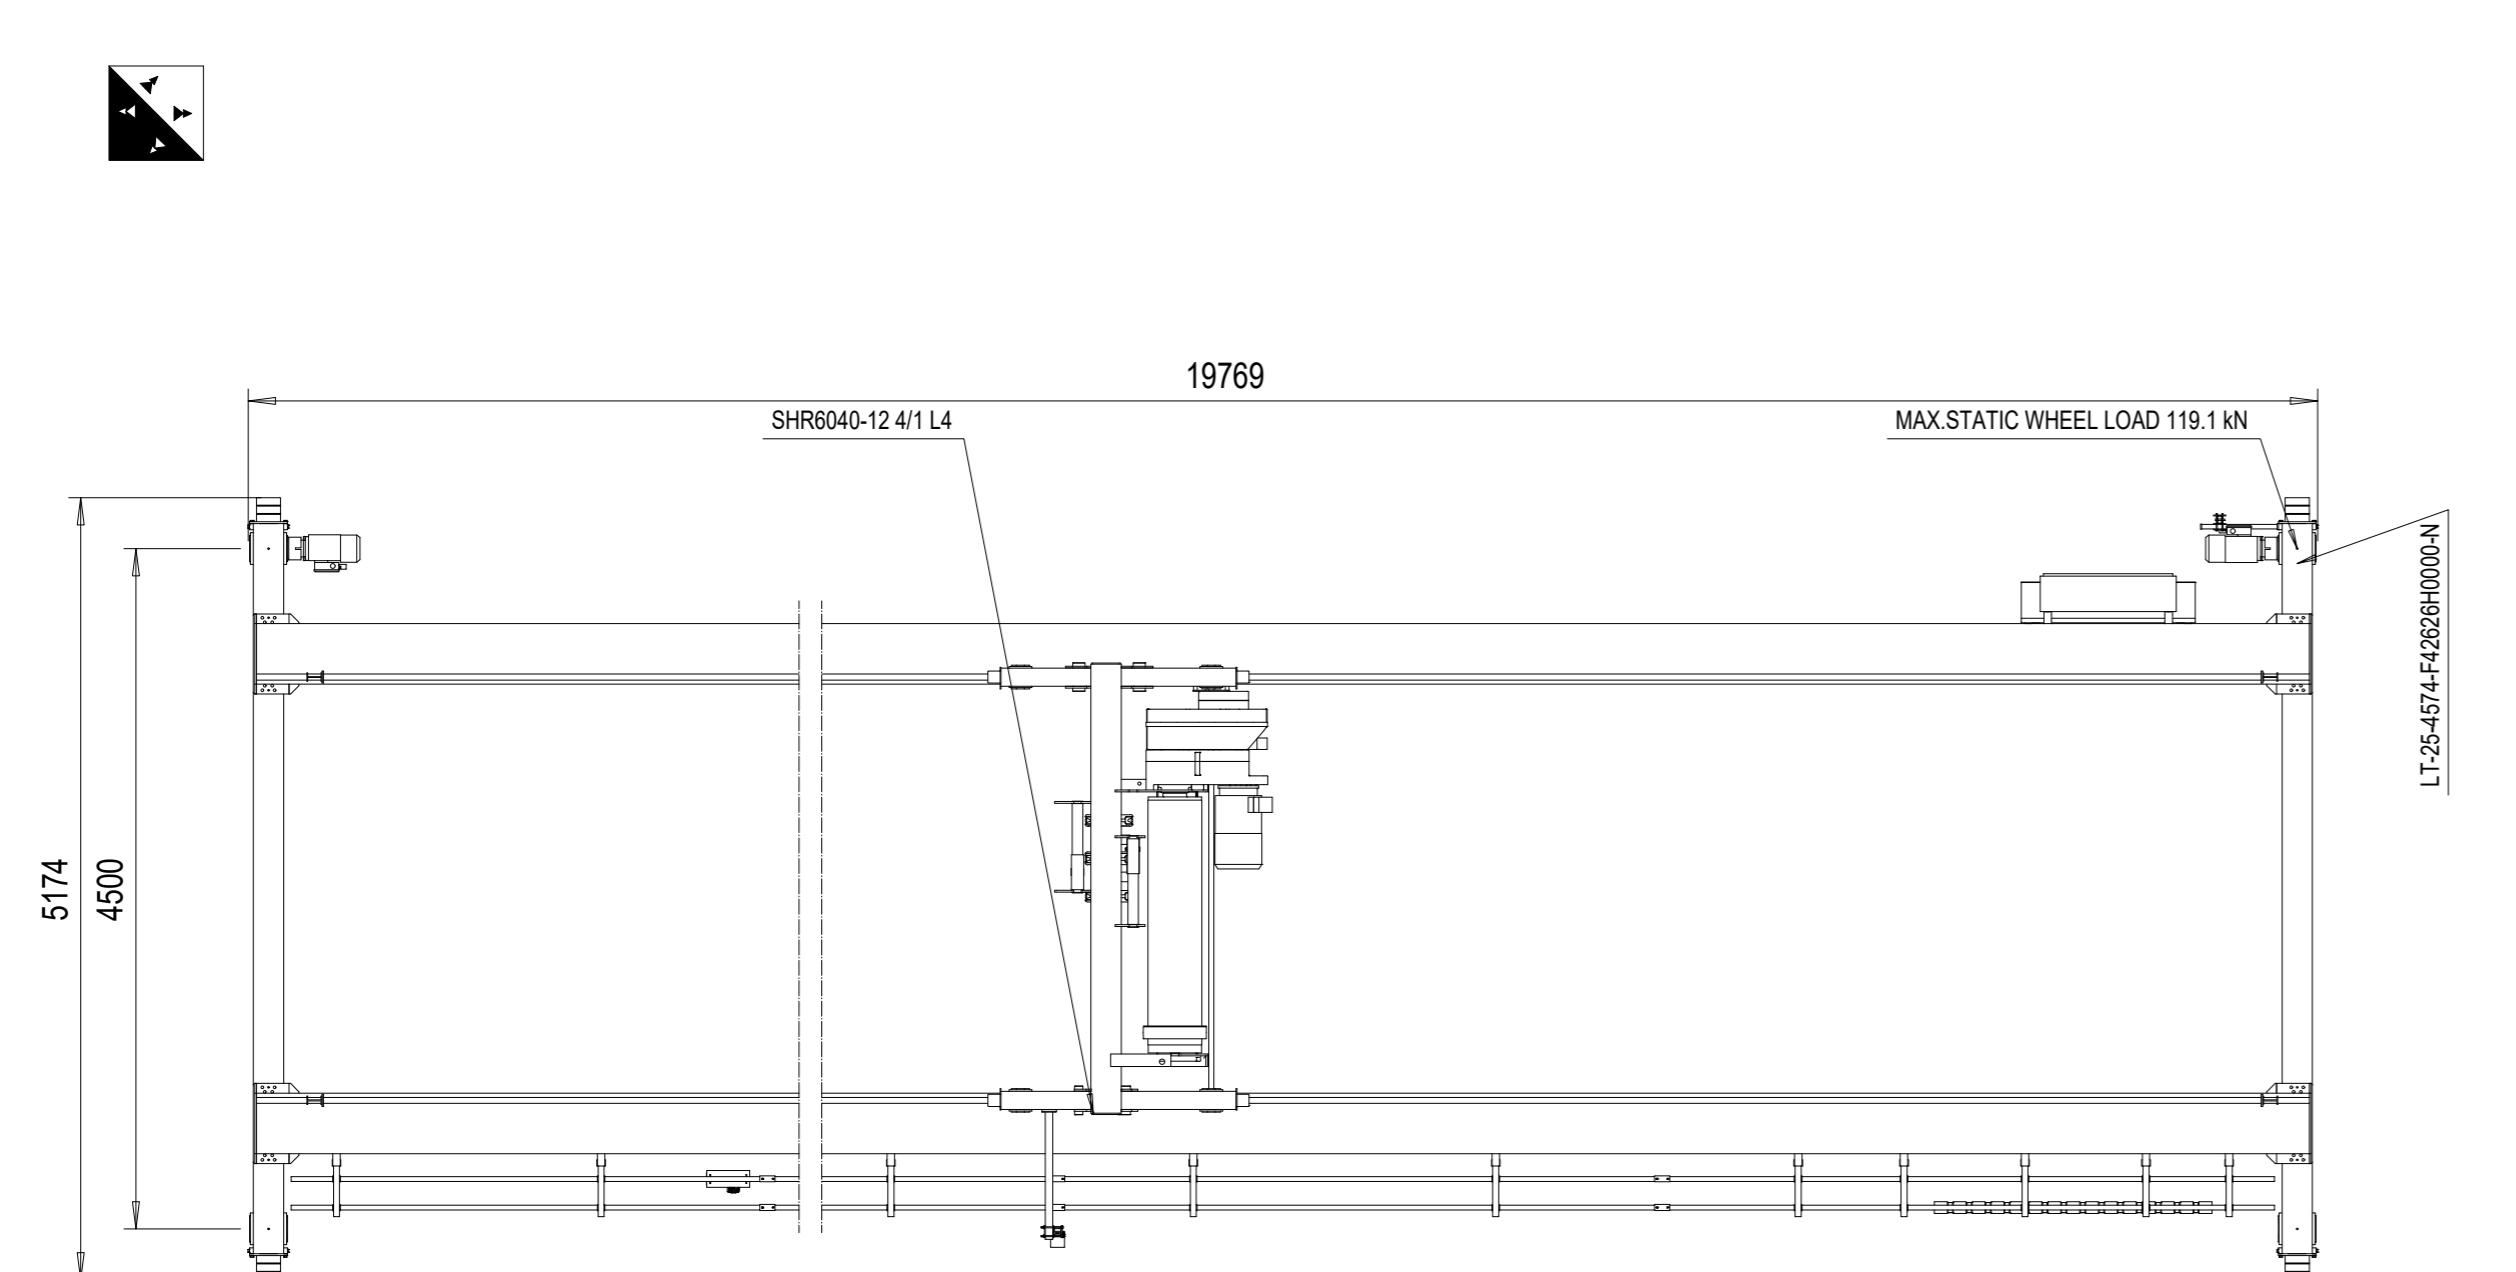 19769
SHR6040-12 4/1 L4
MAX.STATIC WHEEL LOAD 119.1 kN
LT-25-4574-F42626H0000-N
5174
4500